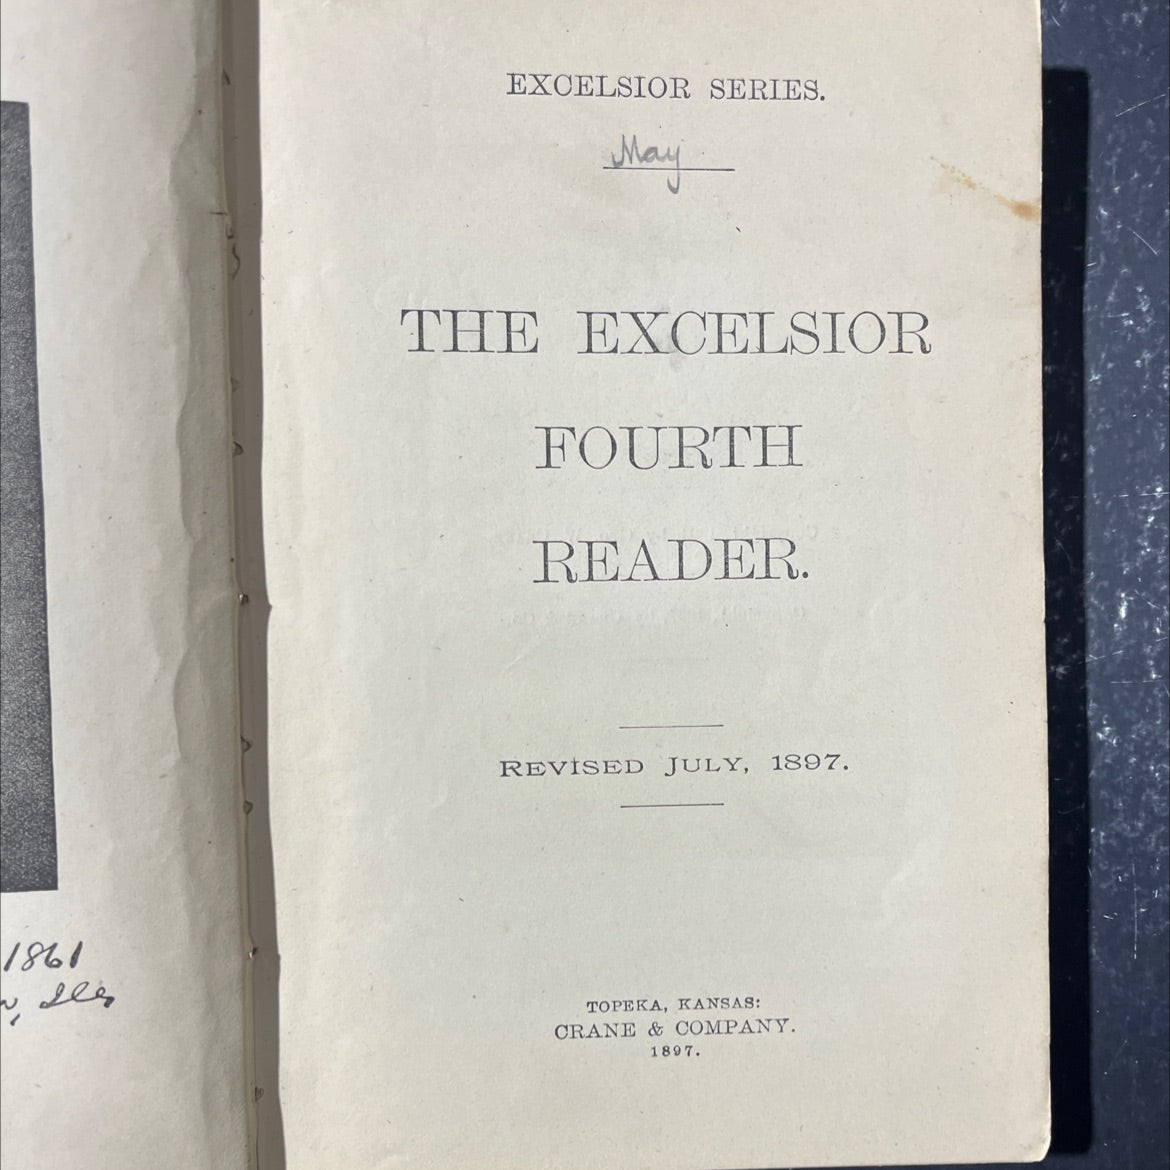 EXCELSIOR SERIES.
May
THE EXCELSIOR
FOURTH
READER.
REVISED JULY, 1897.
TOPEKA, KANSAS:
CRANE & COMPANY.
1897.
1861